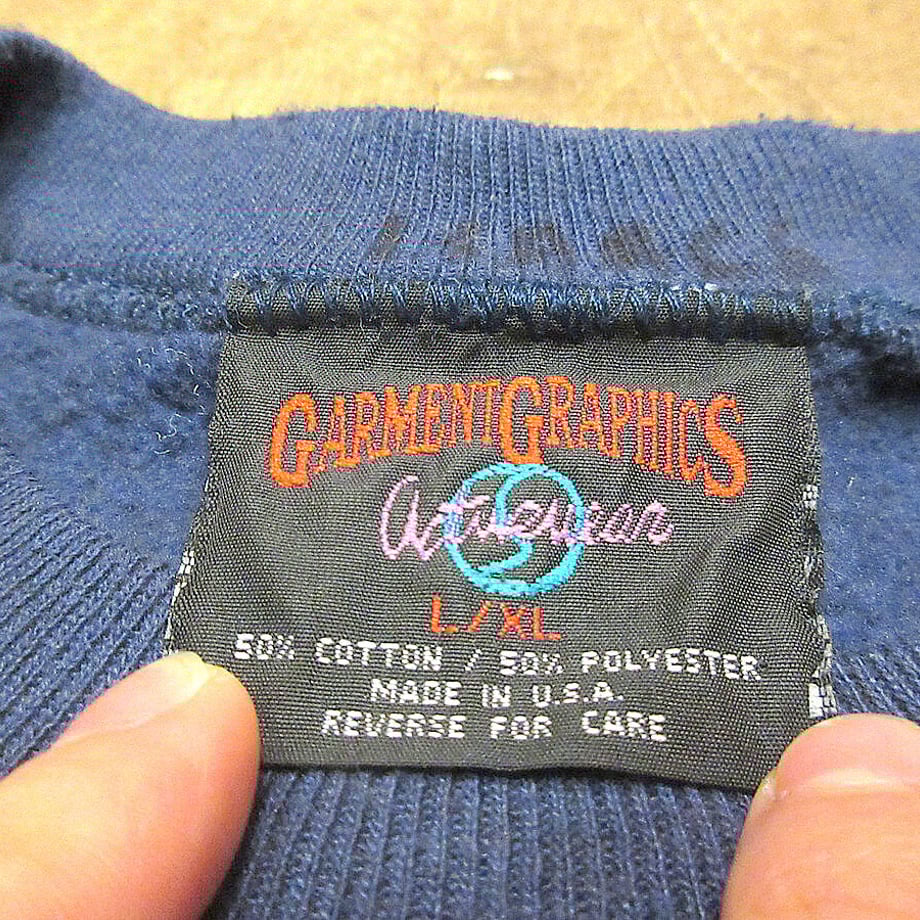 GARMENTGRAPHICS
Activewear
L/XL
50% COTTON / 50% POLYESTER
MADE IN U.S.A.
REVERSE FOR CARE